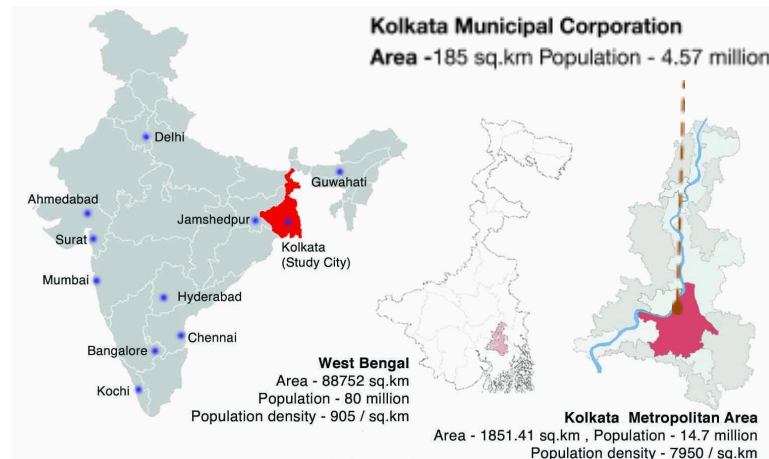 Kolkata Municipal Corporation
Area -185 sq.km Population - 4.57 million
Delhi
Guwahati
Ahmedabad
Jamshedpur
Surat
Kolkata
(Study City)
Mumbai
Hyderabad
Chennai
Bangalore
Kochi
West Bengal
Area - 88752 sq.km
Population - 80 million
Population density - 905 / sq.km
Kolkata Metropolitan Area
Area - 1851.41 sq.km , Population - 14.7 million
Population density - 7950 / sq.km